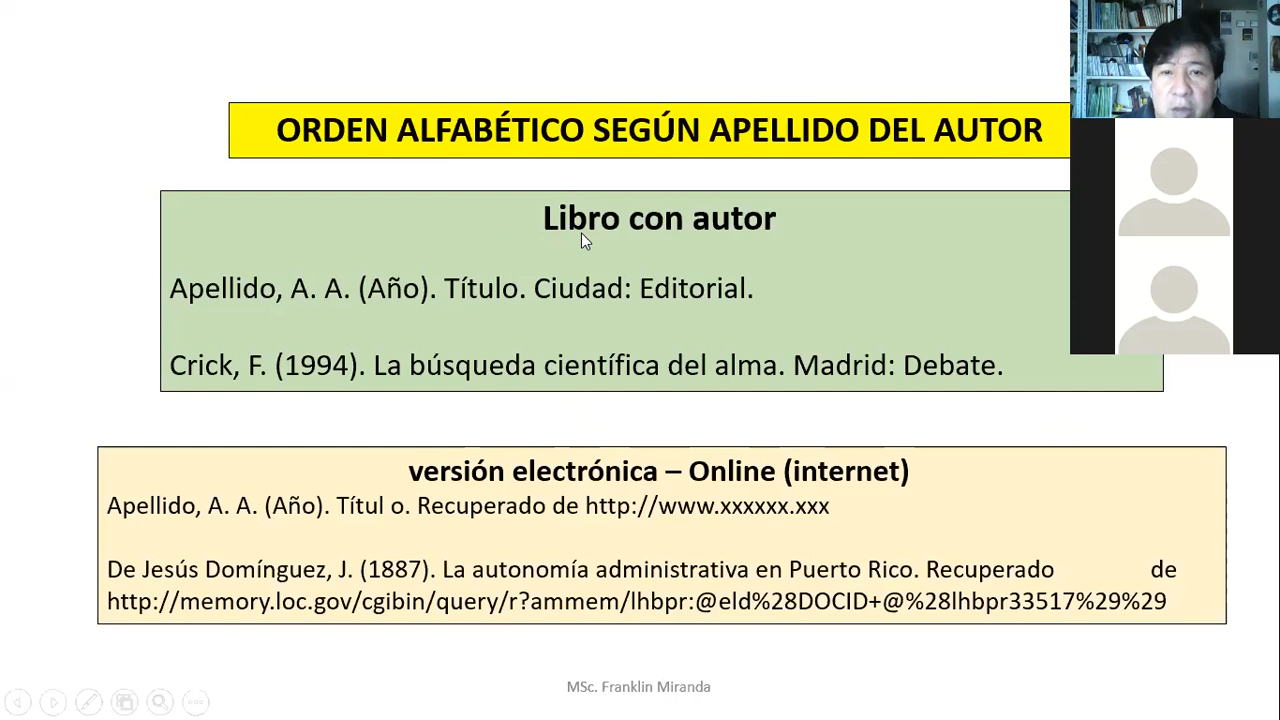 ORDEN ALFABÉTICO SEGÚN APELLIDO DEL AUTOR
Libro con autor
Apellido, A. A. (Año). Título. Ciudad: Editorial.
Crick, F. (1994). La búsqueda científica del alma. Madrid: Debate.
versión electrónica – Online (internet)
Apellido, A. A. (Año). Títul o. Recuperado de http://www.xxxxxx.xxx
De Jesús Domínguez, J. (1887). La autonomía administrativa en Puerto Rico. Recuperado de
http://memory.loc.gov/cgibin/query/r?ammem/lhbpr:@eld%28DOCID+@%28lhbpr33517%29%29
MSc. Franklin Miranda